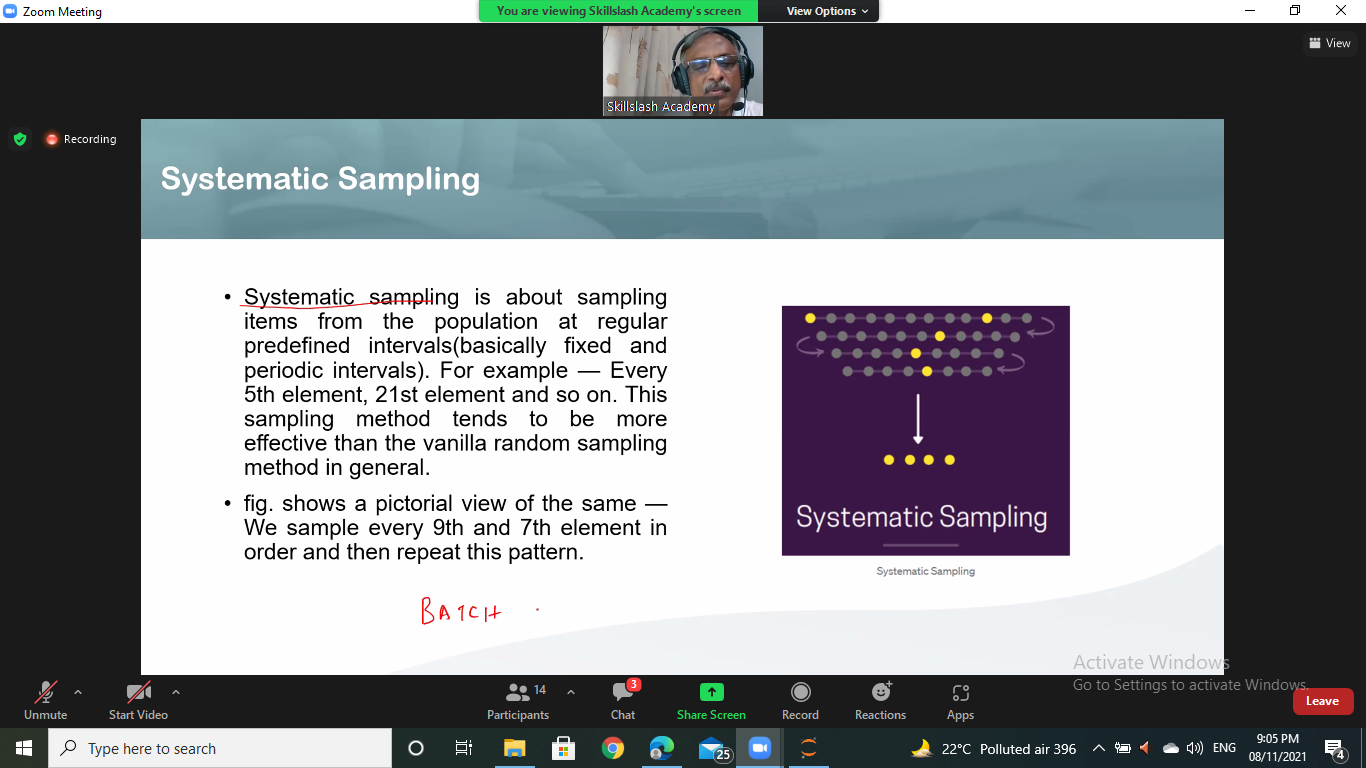 Zoom Meeting
You are viewing Skillslash Academy's screen
View Options
View
Skillslash Academy
Recording
Systematic Sampling
• Systematic sampling is about sampling
items from the population at regular
predefined intervals(basically fixed and
periodic intervals). For example — Every
5th element, 21st element and so on. This
sampling method tends to be more
effective than the vanilla random sampling
method in general.
• fig. shows a pictorial view of the same —
We sample every 9th and 7th element in
order and then repeat this pattern.
Systematic Sampling
Systematic Sampling
BATCH
Activate Windows
Go to Settings to activate Windows.
Unmute
Start Video
14
Participants
3
Chat
Share Screen
Record
Reactions
Apps
Leave
Type here to search
25
22°C Polluted air 396
ENG
9:05 PM
08/11/2021
4